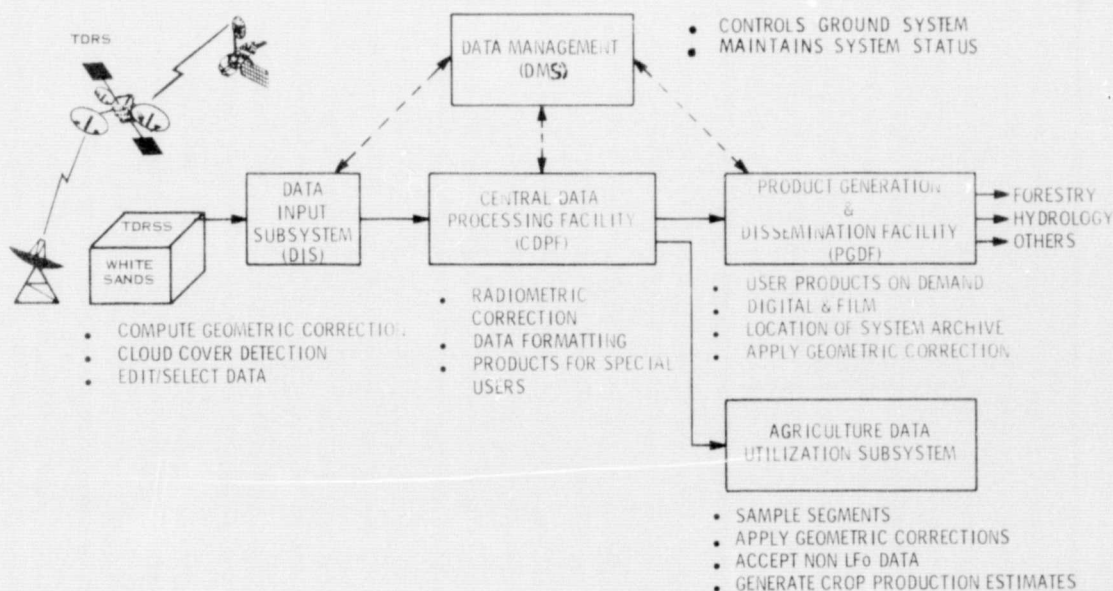 TDRS
DATA MANAGEMENT
(DMS)
• CONTROLS GROUND SYSTEM
• MAINTAINS SYSTEM STATUS
TDRSS
WHITE
SANDS
DATA
INPUT
SUBSYSTEM
(DIS)
CENTRAL DATA
PROCESSING FACILITY
(CDPF)
PRODUCT GENERATION
&
DISSEMINATION FACILITY
(PGDF)
FORESTRY
HYDROLOGY
OTHERS
• COMPUTE GEOMETRIC CORRECTION
• CLOUD COVER DETECTION
• EDIT/SELECT DATA
• RADIOMETRIC
CORRECTION
• DATA FORMATTING
• PRODUCTS FOR SPECIAL
USERS
• USER PRODUCTS ON DEMAND
• DIGITAL & FILM
• LOCATION OF SYSTEM ARCHIVE
• APPLY GEOMETRIC CORRECTION
AGRICULTURE DATA
UTILIZATION SUBSYSTEM
• SAMPLE SEGMENTS
• APPLY GEOMETRIC CORRECTIONS
• ACCEPT NON LFO DATA
• GENERATE CROP PRODUCTION ESTIMATES